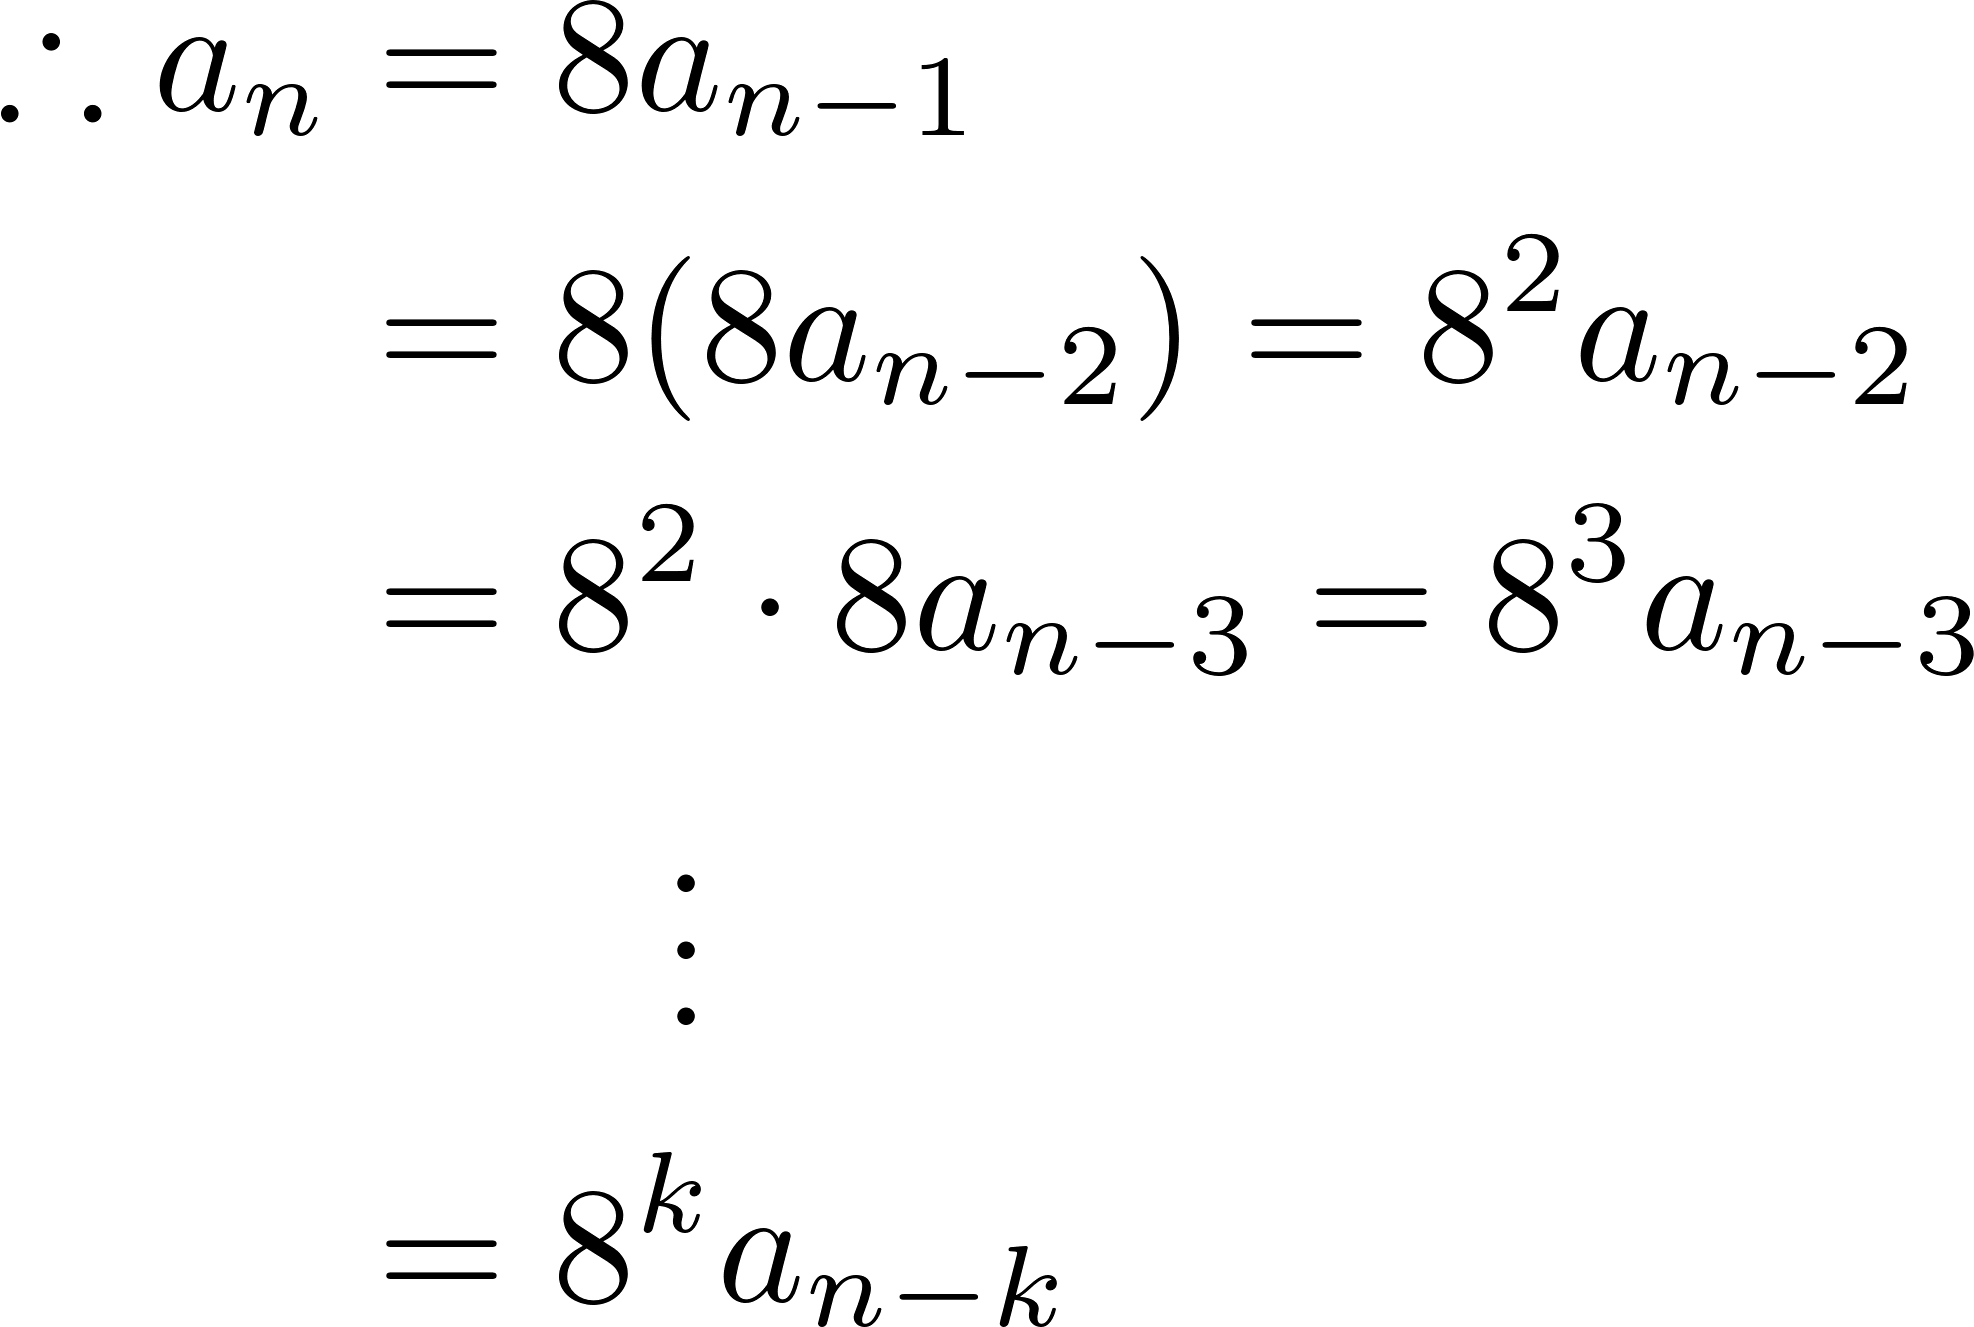 ∴ aₙ = 8aₙ₋₁
= 8(8aₙ₋₂) = 8²aₙ₋₂
= 8² · 8aₙ₋₃ = 8³aₙ₋₃
⋮
= 8ᵏaₙ₋ₖ